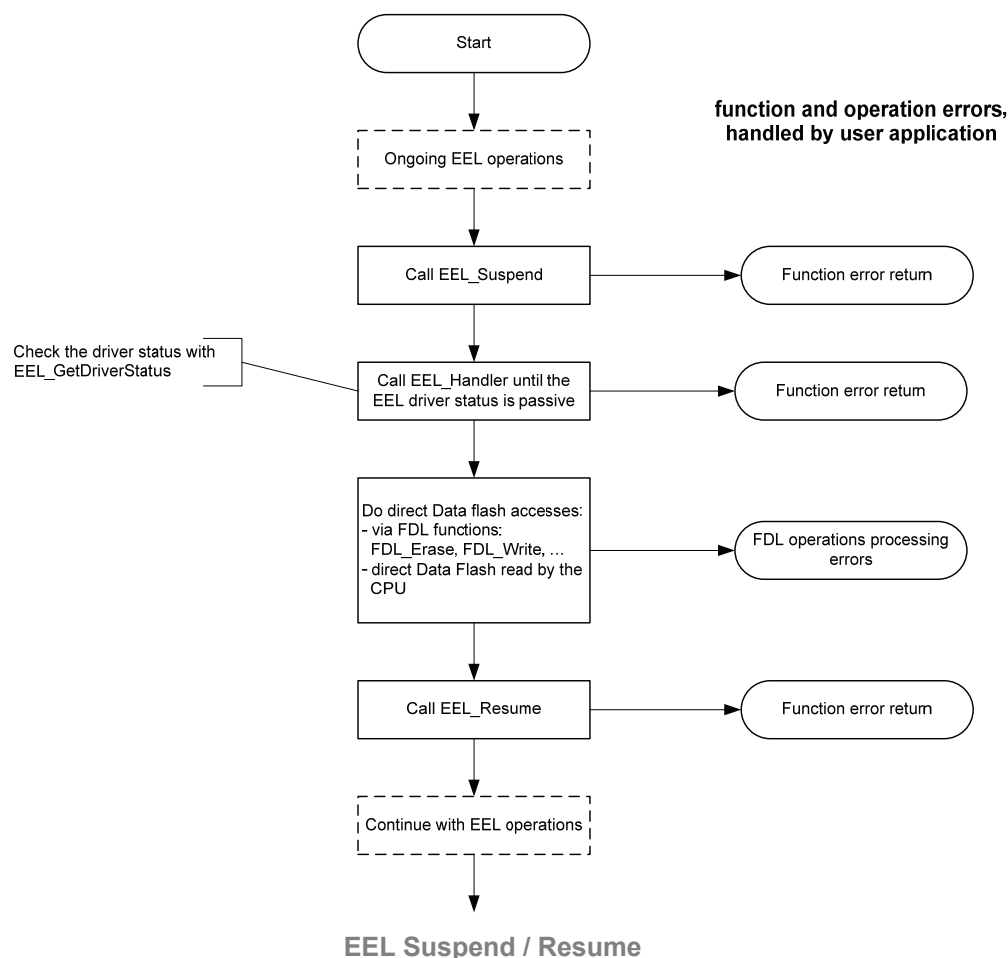 Start
function and operation errors,
handled by user application
Ongoing EEL operations
Call EEL_Suspend
Function error return
Check the driver status with
EEL_GetDriverStatus
Call EEL_Handler until the
EEL driver status is passive
Function error return
Do direct Data flash accesses:
- via FDL functions:
FDL_Erase, FDL_Write, ...
- direct Data Flash read by the
CPU
FDL operations processing
errors
Call EEL_Resume
Function error return
Continue with EEL operations
EEL Suspend / Resume